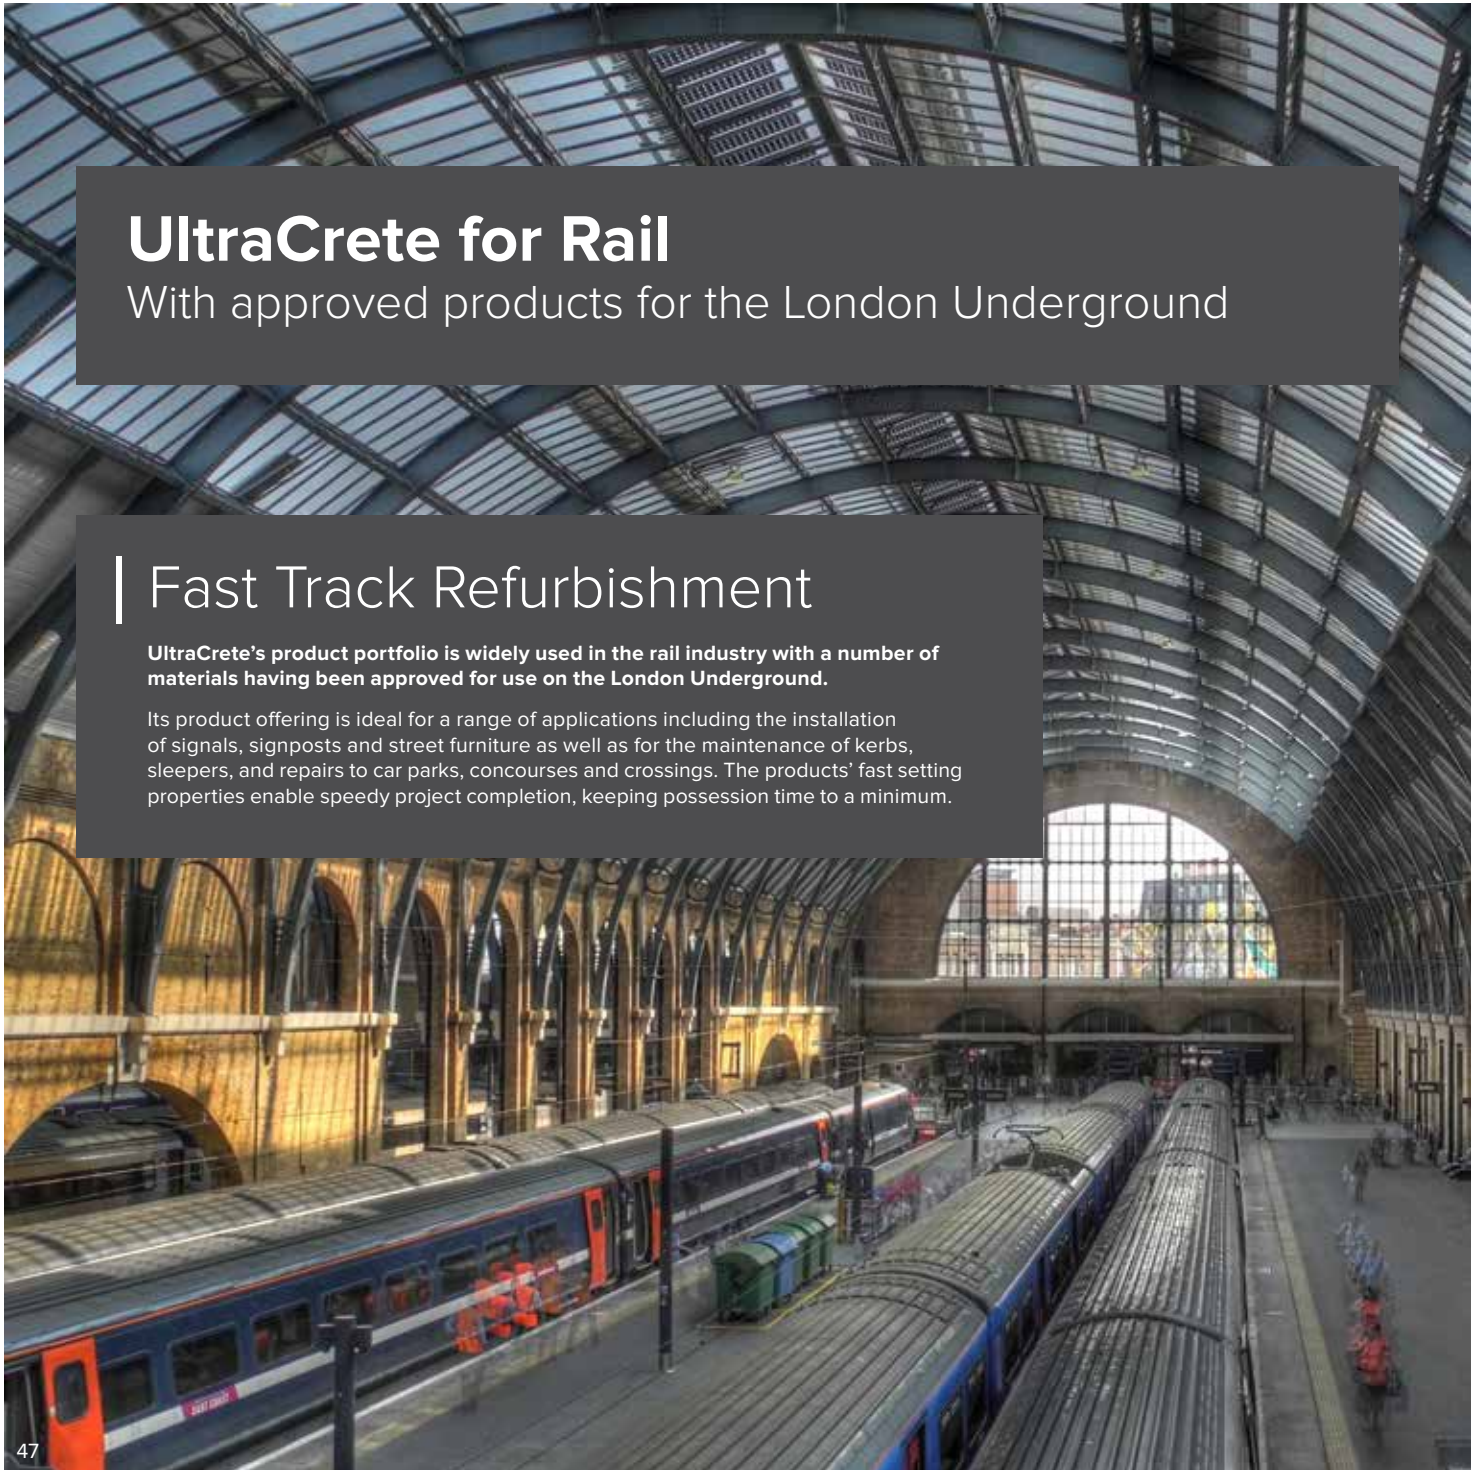 UltraCrete for Rail
With approved products for the London Underground
Fast Track Refurbishment
UltraCrete’s product portfolio is widely used in the rail industry with a number of
materials having been approved for use on the London Underground.
Its product offering is ideal for a range of applications including the installation
of signals, signposts and street furniture as well as for the maintenance of kerbs,
sleepers, and repairs to car parks, concourses and crossings. The products’ fast setting
properties enable speedy project completion, keeping possession time to a minimum.
EAST COAST
47